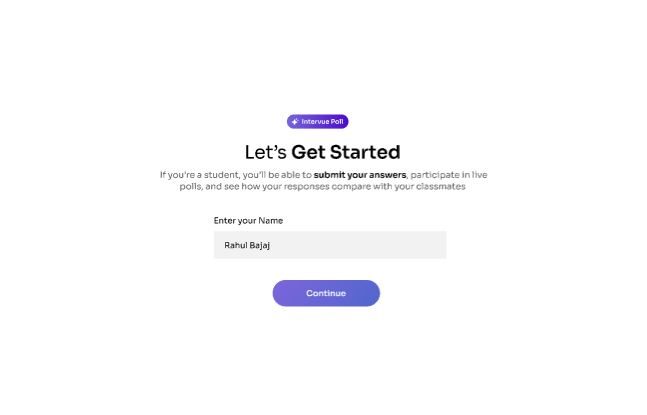 Intervue Poll
Let's Get Started
If you're a student, you'll be able to submit your answers, participate in live
polls, and see how your responses compare with your classmates
Enter your Name
Rahul Bajaj
Continue